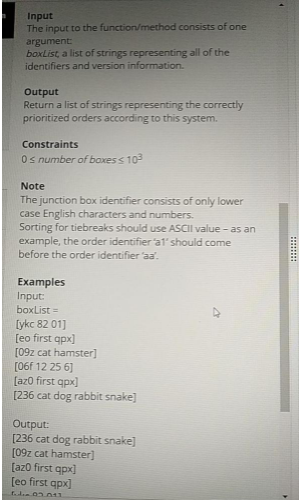 Input
The input to the function/method consists of one
argument:
boxList, a list of strings representing all of the
identifiers and version information.
Output
Return a list of strings representing the correctly
prioritized orders according to this system.
Constraints
0 ≤ number of boxes ≤ 10³
Note
The junction box identifier consists of only lower
case English characters and numbers.
Sorting for tiebreaks should use ASCII value – as an
example, the order identifier 'a1' should come
before the order identifier 'aa'.
Examples
Input:
boxList =
[ykc 82 01]
[eo first qpx]
[09z cat hamster]
[06f 12 25 6]
[az0 first qpx]
[236 cat dog rabbit snake]
Output:
[236 cat dog rabbit snake]
[09z cat hamster]
[az0 first qpx]
[eo first qpx]
[ykc 82 01]